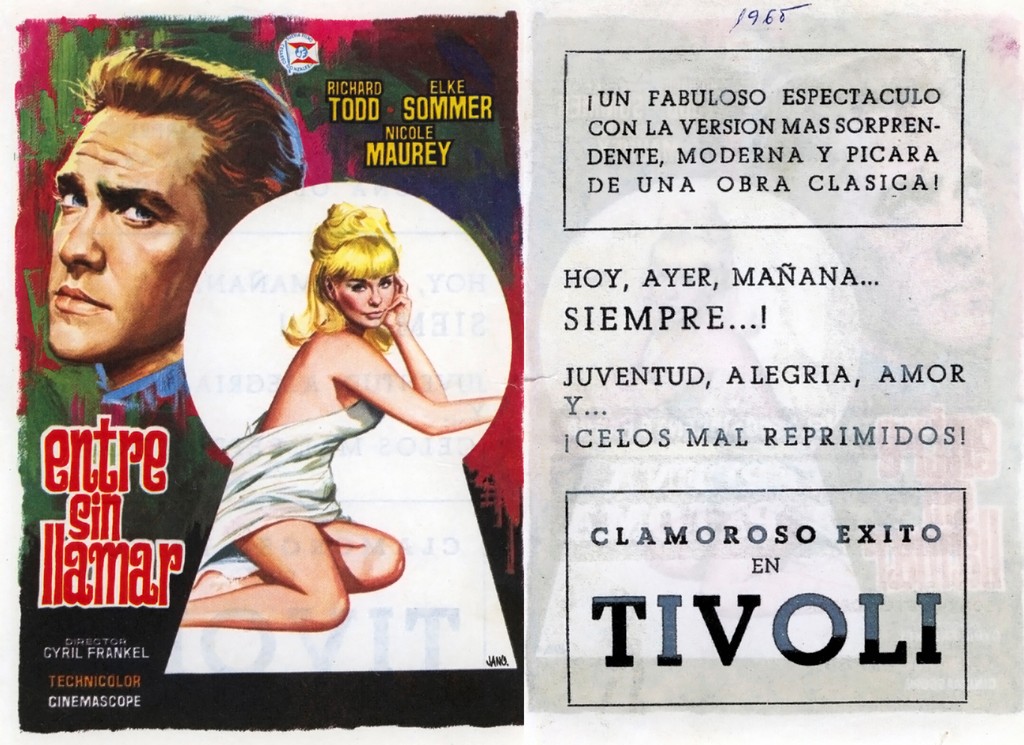 RICHARD
TODD · ELKE
SOMMER
NICOLE
MAUREY
entre
sin
llamar
DIRECTOR
CYRIL FRANKEL
TECHNICOLOR
CINEMASCOPE
JANO.
1965
¡UN FABULOSO ESPECTACULO
CON LA VERSION MAS SORPREN-
DENTE, MODERNA Y PICARA
DE UNA OBRA CLASICA!
HOY, AYER, MAÑANA...
SIEMPRE...!
JUVENTUD, ALEGRIA, AMOR
Y...
¡CELOS MAL REPRIMIDOS!
CLAMOROSO EXITO
EN
TIVOLI